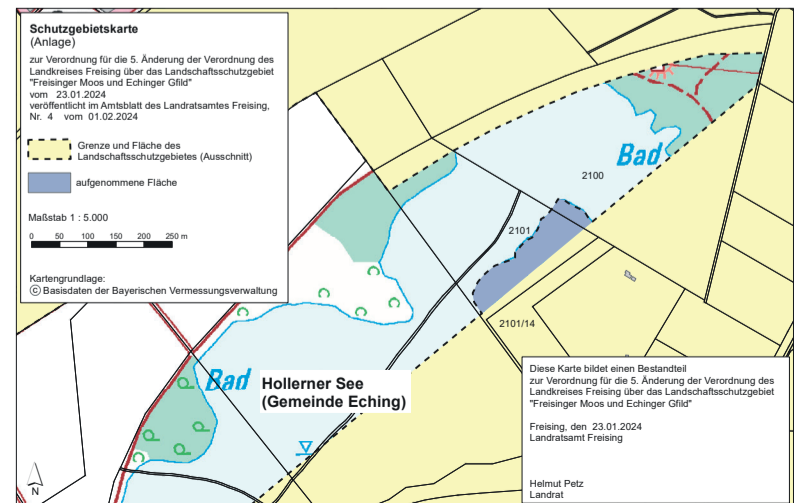 Schutzgebietskarte
(Anlage)
zur Verordnung für die 5. Änderung der Verordnung des
Landkreises Freising über das Landschaftsschutzgebiet
"Freisinger Moos und Echinger Gfild"
vom 23.01.2024
veröffentlicht im Amtsblatt des Landratsamtes Freising,
Nr. 4 vom 01.02.2024
Grenze und Fläche des
Landschaftsschutzgebietes (Ausschnitt)
aufgenommene Fläche
Maßstab 1 : 5.000
0 50 100 150 200 250 m
Kartengrundlage:
© Basisdaten der Bayerischen Vermessungsverwaltung
Bad
2100
2101
2101/14
Bad
Hollerner See
(Gemeinde Eching)
N
Diese Karte bildet einen Bestandteil
zur Verordnung für die 5. Änderung der Verordnung des
Landkreises Freising über das Landschaftsschutzgebiet
"Freisinger Moos und Echinger Gfild"
Freising, den 23.01.2024
Landratsamt Freising
Helmut Petz
Landrat